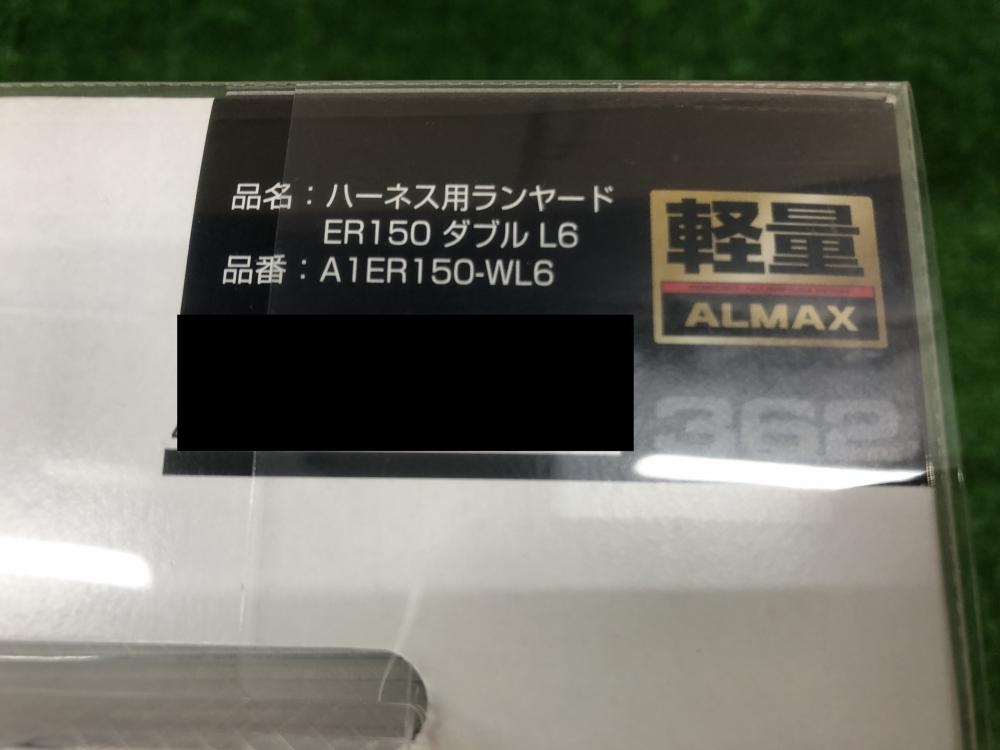 品名：ハーネス用ランヤード
ER150 ダブル L6
品番：A1ER150-WL6
軽量
ALMAX
362